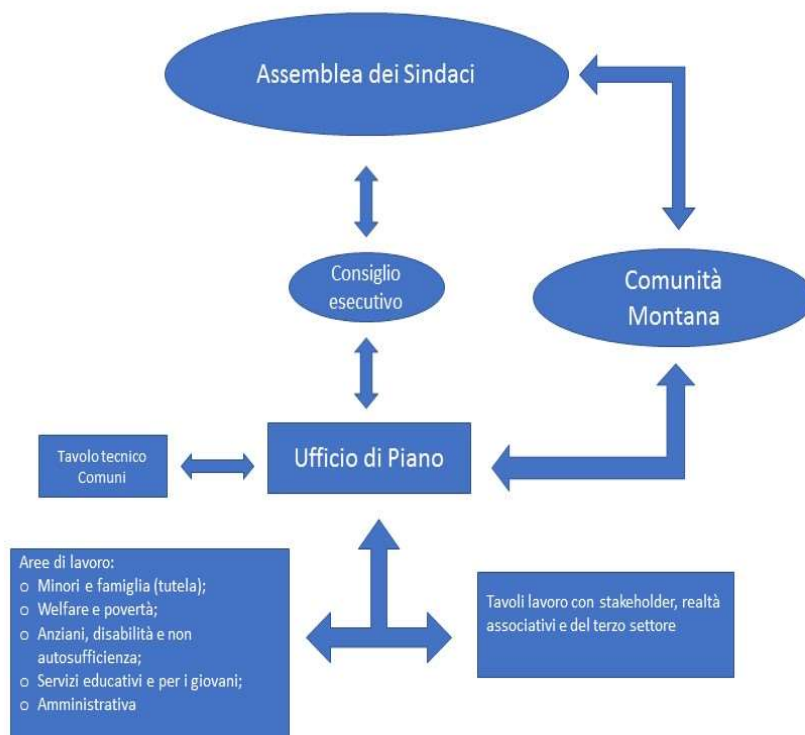 Assemblea dei Sindaci
Consiglio
esecutivo
Comunità
Montana
Tavolo tecnico
Comuni
Ufficio di Piano
Aree di lavoro:
o Minori e famiglia (tutela);
o Welfare e povertà;
o Anziani, disabilità e non
autosufficienza;
o Servizi educativi e per i giovani;
o Amministrativa
Tavoli lavoro con stakeholder, realtà
associativi e del terzo settore